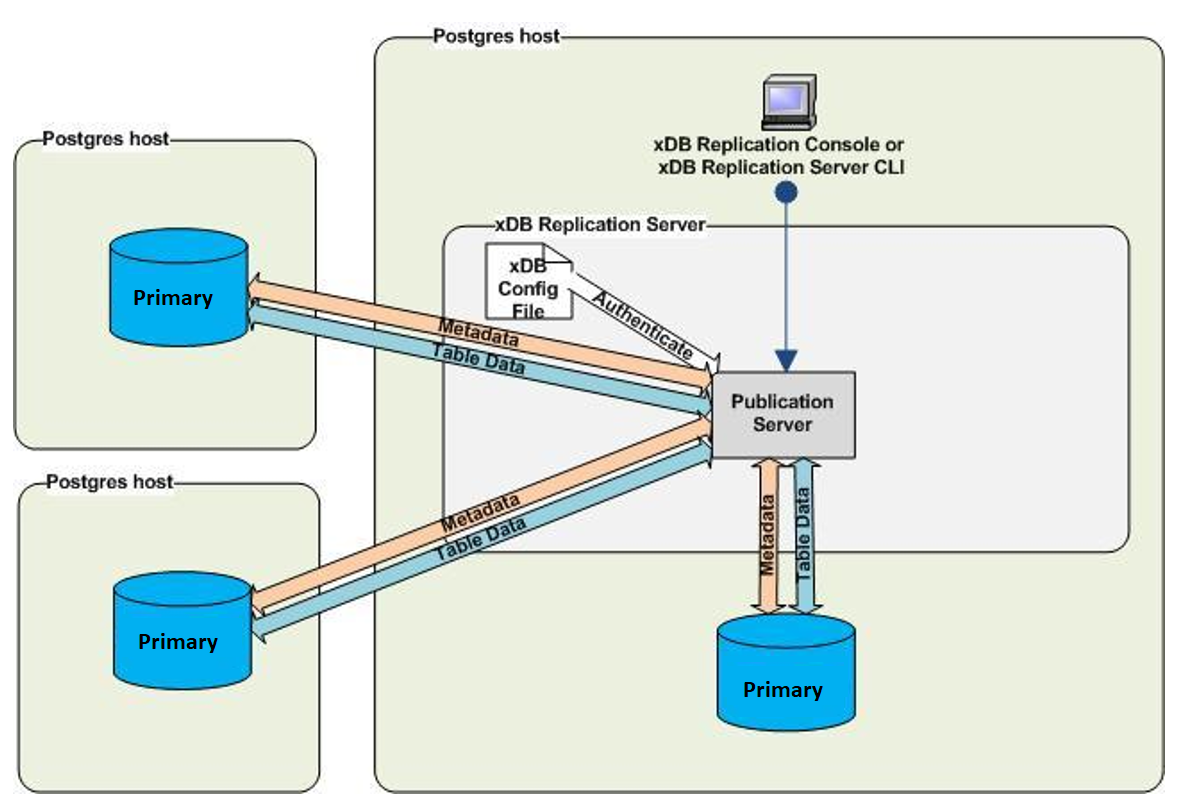 Postgres host
xDB Replication Console or
xDB Replication Server CLI
Postgres host
Primary
xDB Replication Server
xDB
Config
File
Authenticate
Metadata
Table Data
Publication
Server
Postgres host
Primary
Metadata
Table Data
Metadata
Table Data
Primary